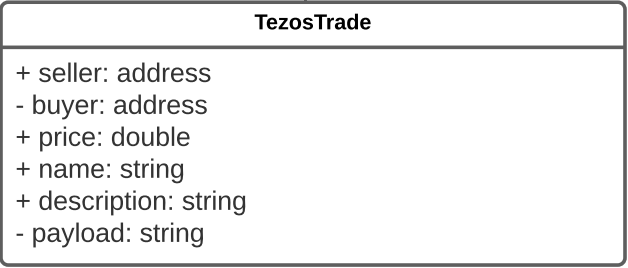 TezosTrade
+ seller: address
- buyer: address
+ price: double
+ name: string
+ description: string
- payload: string